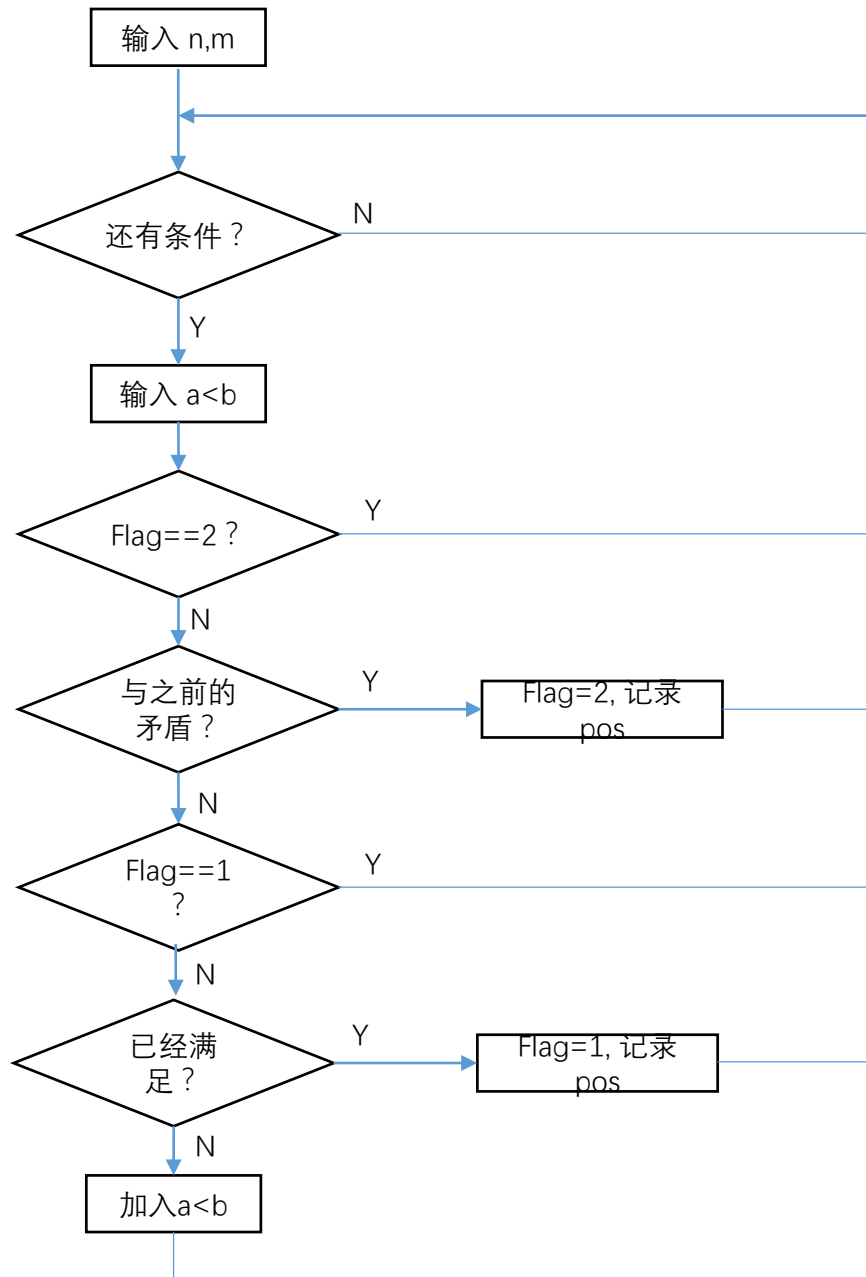 输入 n,m
还有条件？
N
Y
输入 a<b
Flag==2？
Y
N
与之前的
矛盾？
Y
Flag=2, 记录
pos
N
Flag==1
？
Y
N
已经满
足？
Y
Flag=1, 记录
pos
N
加入a<b